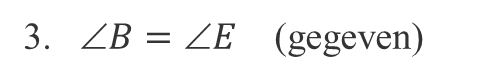 3. ∠B = ∠E (gegeven)